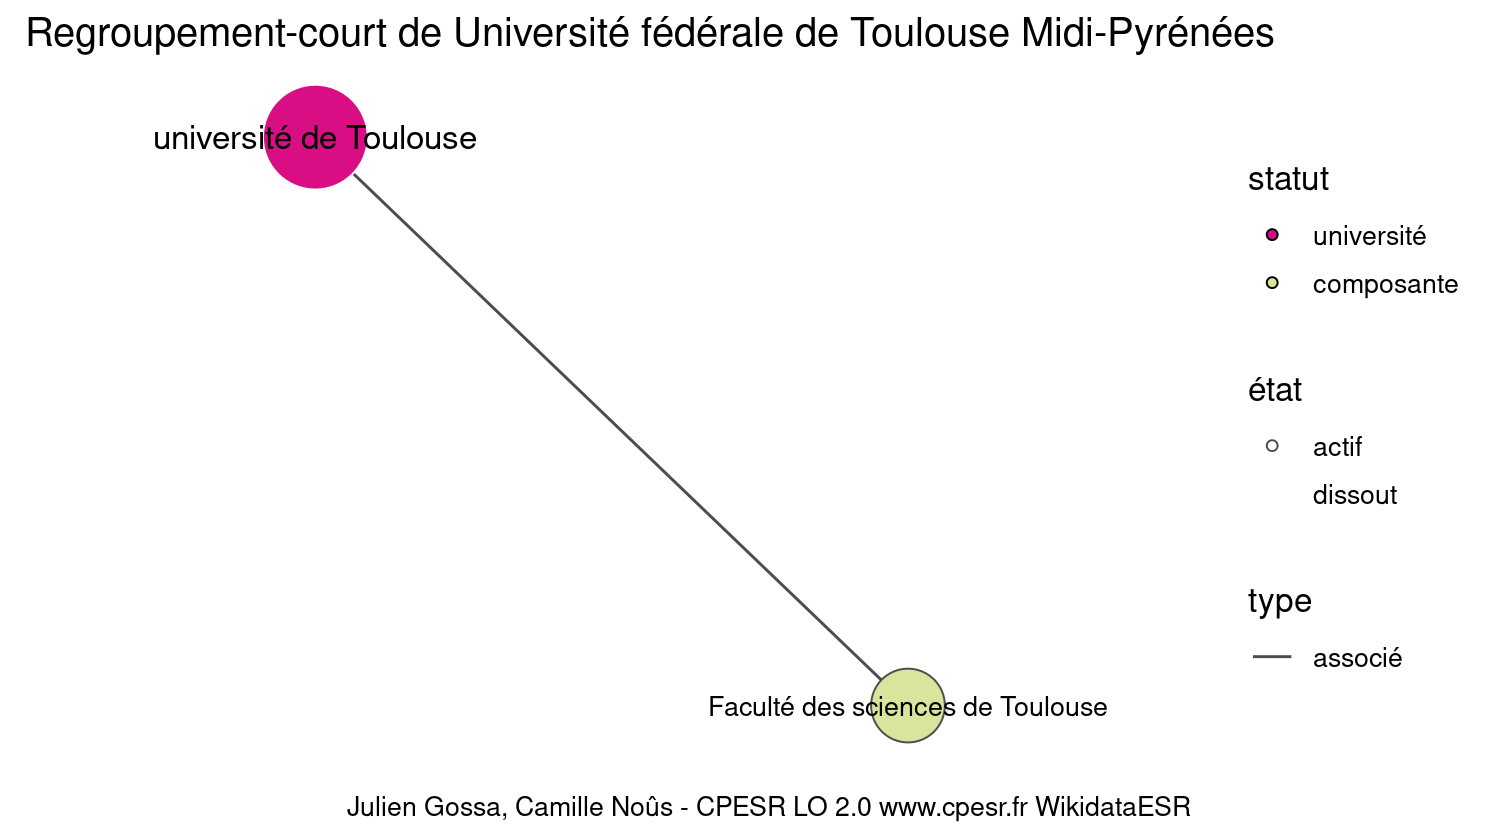 Regroupement-court de Université fédérale de Toulouse Midi-Pyrénées
université de Toulouse
statut
université
composante
état
actif
dissout
type
associé
Faculté des sciences de Toulouse
Julien Gossa, Camille Noûs - CPESR LO 2.0 www.cpesr.fr WikidataESR